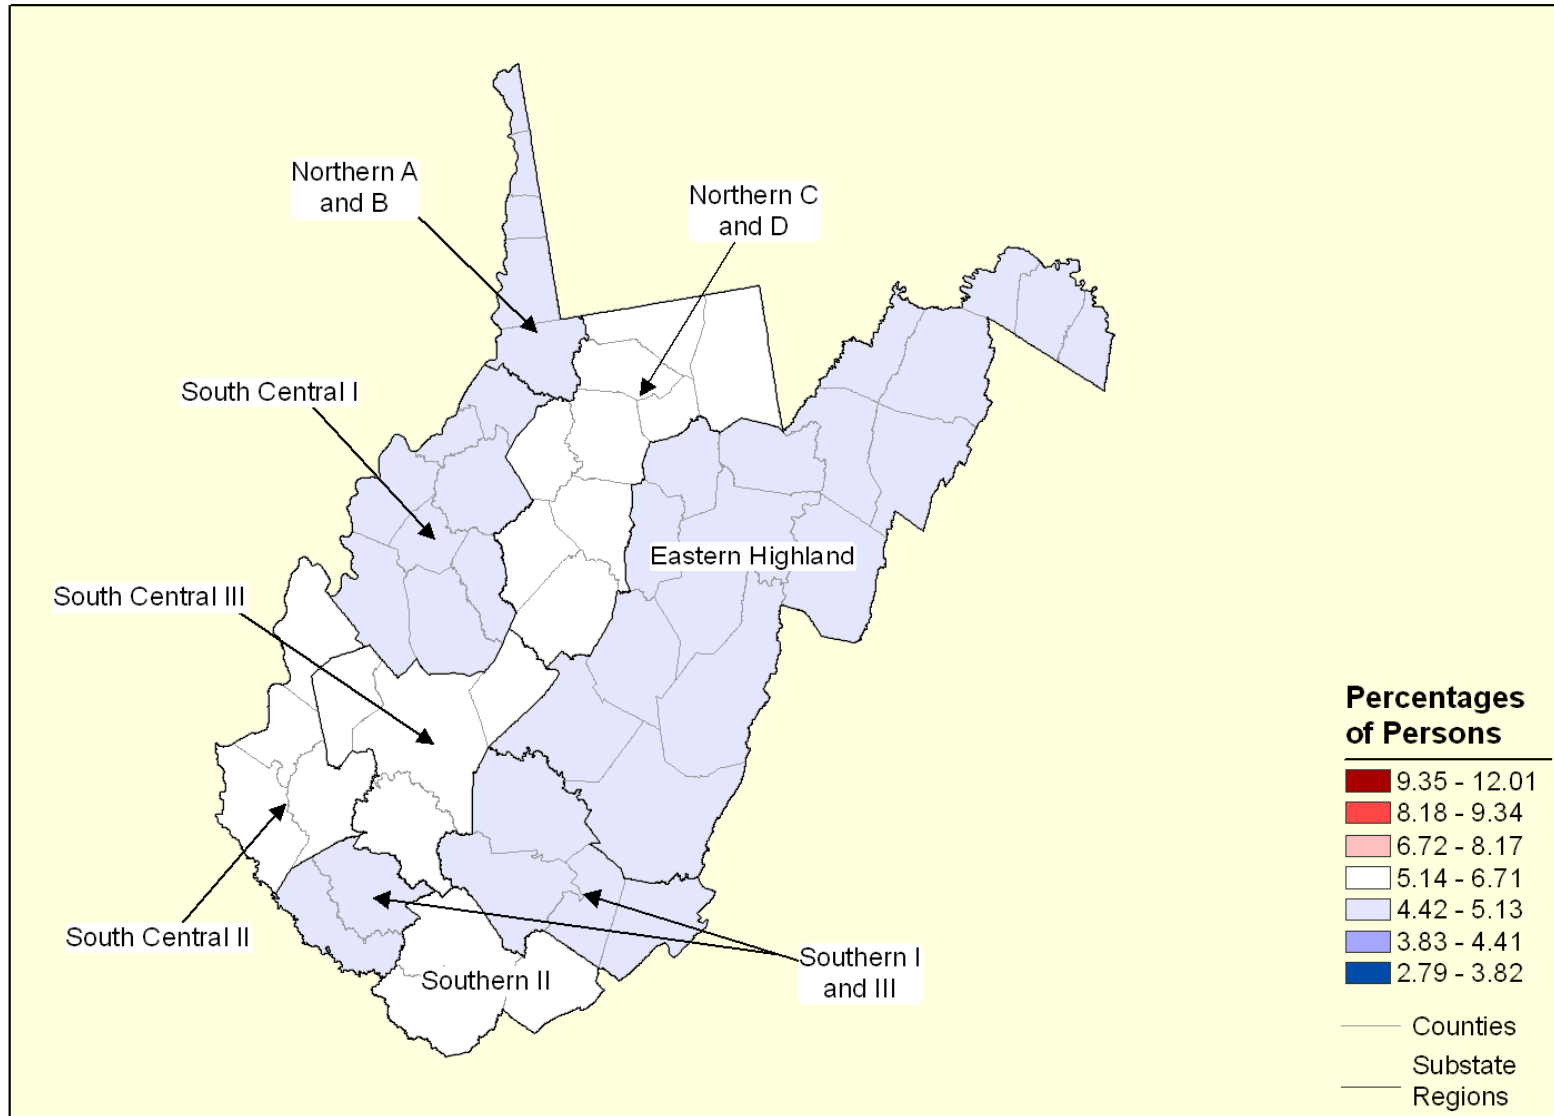 Northern A
and B
Northern C
and D
South Central I
Eastern Highland
South Central III
South Central II
Southern II
Southern I
and III
Percentages
of Persons
9.35 - 12.01
8.18 - 9.34
6.72 - 8.17
5.14 - 6.71
4.42 - 5.13
3.83 - 4.41
2.79 - 3.82
Counties
Substate
Regions